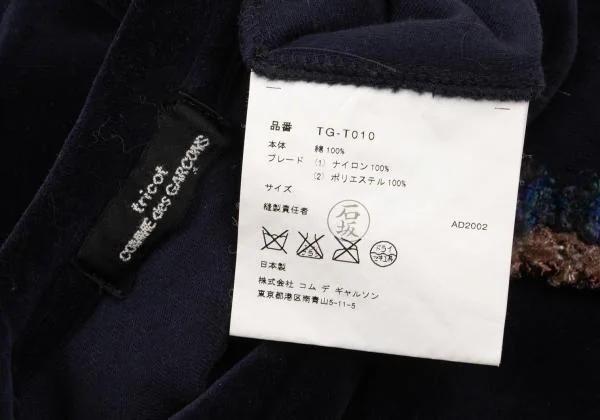 tricot
COMME des GARÇONS
品番 TG-T010
本体 綿 100%
ブレード (1) ナイロン 100%
(2) ポリエステル 100%
サイズ
縫製責任者 石坂 AD2002
ドライ
日本製
株式会社 コム デ ギャルソン
東京都港区南青山5-11-5